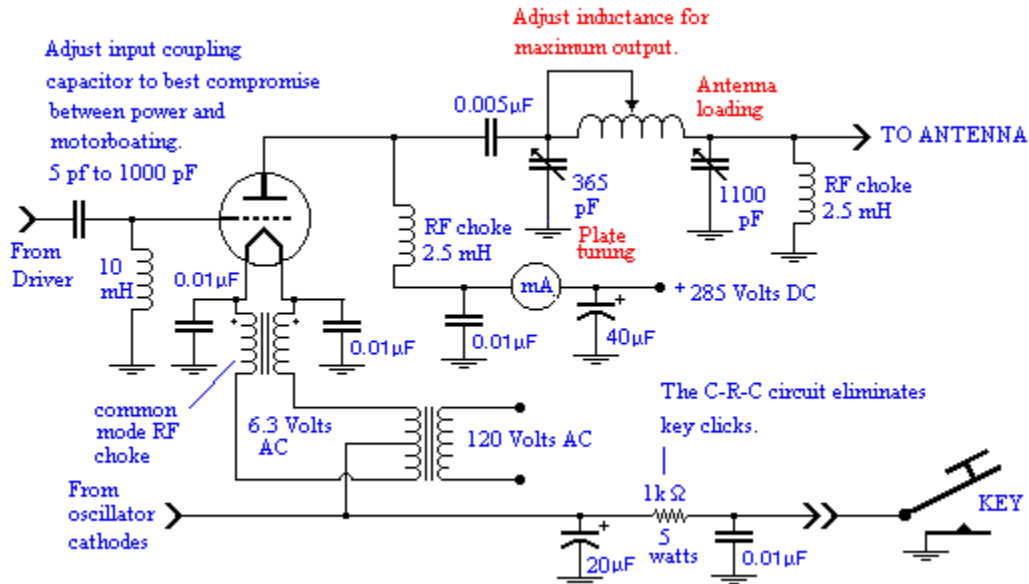 Adjust input coupling
capacitor to best compromise
between power and
motorboating.
5 pf to 1000 pF
Adjust inductance for
maximum output.
Antenna
loading
0.005µF
TO ANTENNA
365
pF
Plate
tuning
1100
pF
RF choke
2.5 mH
RF choke
2.5 mH
From
Driver
10
mH
0.01µF
0.01µF
mA
+ 285 Volts DC
0.01µF
+
40µF
common
mode RF
choke
6.3 Volts
AC
120 Volts AC
The C-R-C circuit eliminates
key clicks.
From
oscillator
cathodes
1k Ω
5
watts
+
20µF
0.01µF
KEY